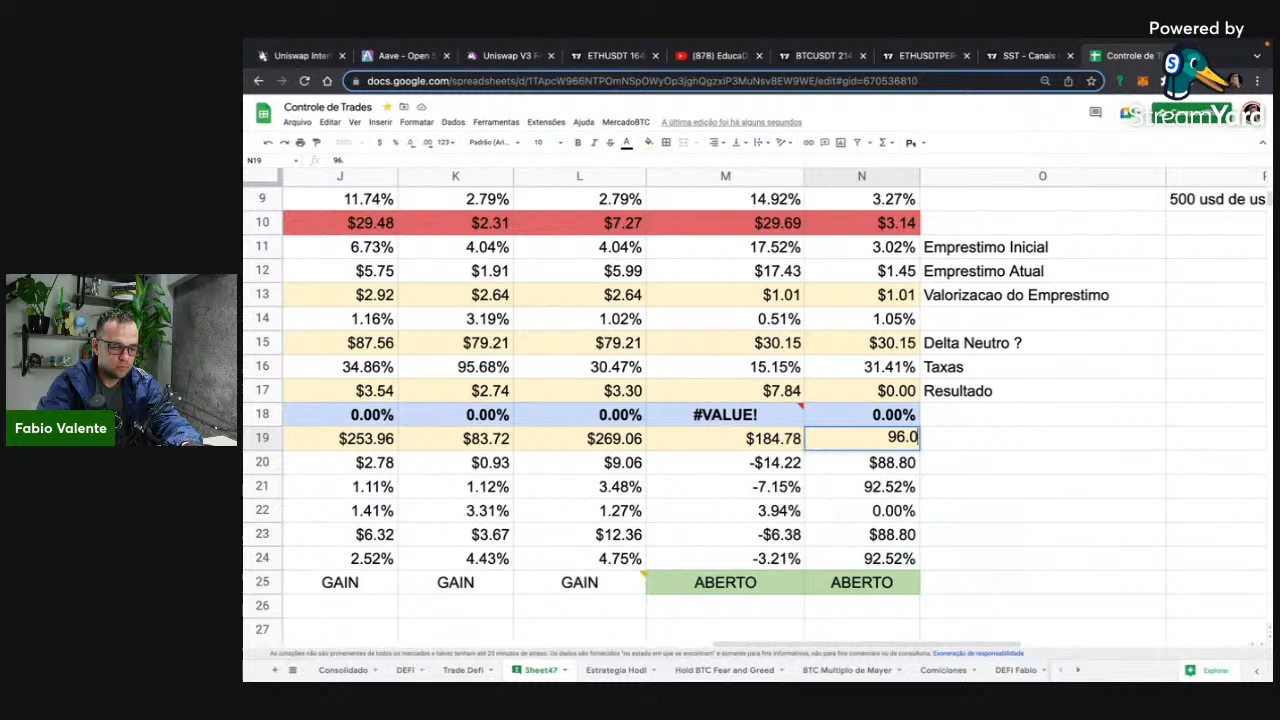 Powered by
StreamYard
Uniswap Inter
Aave - Open S
Uniswap V3 F
ETHUSDT 164
(878) EducaD
BTCUSDT 214
ETHUSDTPER
SST - Canais
Controle de T
docs.google.com/spreadsheets/d/1TApcW966NTPOmNSpOWyOp3jghQgzxiP3MuNsv8EW9WE/edit#gid=670536810
Controle de Trades
Arquivo Editar Ver Inserir Formatar Dados Ferramentas Extensões Ajuda MercadoBTC A última edição foi há alguns segundos
$ % .0 .00 123 Padrão (Ari... 10 B I S A
N19 fx 96.
J K L M N O
9 11.74% 2.79% 2.79% 14.92% 3.27% 500 usd de us
10 $29.48 $2.31 $7.27 $29.69 $3.14
11 6.73% 4.04% 4.04% 17.52% 3.02% Emprestimo Inicial
12 $5.75 $1.91 $5.99 $17.43 $1.45 Emprestimo Atual
13 $2.92 $2.64 $2.64 $1.01 $1.01 Valorizacao do Emprestimo
14 1.16% 3.19% 1.02% 0.51% 1.05%
15 $87.56 $79.21 $79.21 $30.15 $30.15 Delta Neutro ?
16 34.86% 95.68% 30.47% 15.15% 31.41% Taxas
17 $3.54 $2.74 $3.30 $7.84 $0.00 Resultado
18 0.00% 0.00% 0.00% #VALUE! 0.00%
19 $253.96 $83.72 $269.06 $184.78 96.0
20 $2.78 $0.93 $9.06 -$14.22 $88.80
21 1.11% 1.12% 3.48% -7.15% 92.52%
22 1.41% 3.31% 1.27% 3.94% 0.00%
23 $6.32 $3.67 $12.36 -$6.38 $88.80
24 2.52% 4.43% 4.75% -3.21% 92.52%
25 GAIN GAIN GAIN ABERTO ABERTO
26
27
Fabio Valente
As cotações não são provenientes de todos os mercados e talvez tenham até 20 minutos de atraso. Os dados são fornecidos "no estado em que se encontram" e somente para fins informativos, não para fins comerciais ou de consultoria. Exoneração de responsabilidade
Consolidado DEFI Trade Defi Sheet47 Estrategia Hodl Hold BTC Fear and Greed BTC Multiplo de Mayer Comiciones DEFI Fabio Explorar